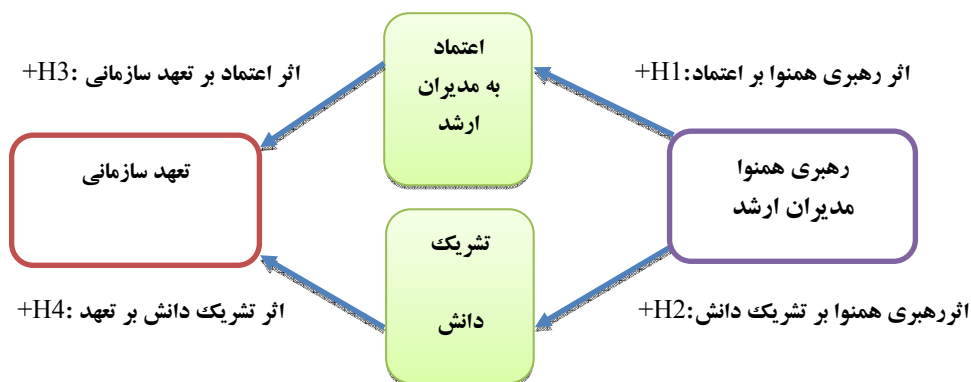 اثر رهبری همنوا بر اعتماد:H1+
رهبری همنوا
مدیران ارشد
اثررهبری همنوا بر تشریک دانش:H2+
اعتماد
به مدیران
ارشد
تشریک
دانش
اثر اعتماد بر تعهد سازمانی :H3+
تعهد سازمانی
اثر تشریک دانش بر تعهد :H4+